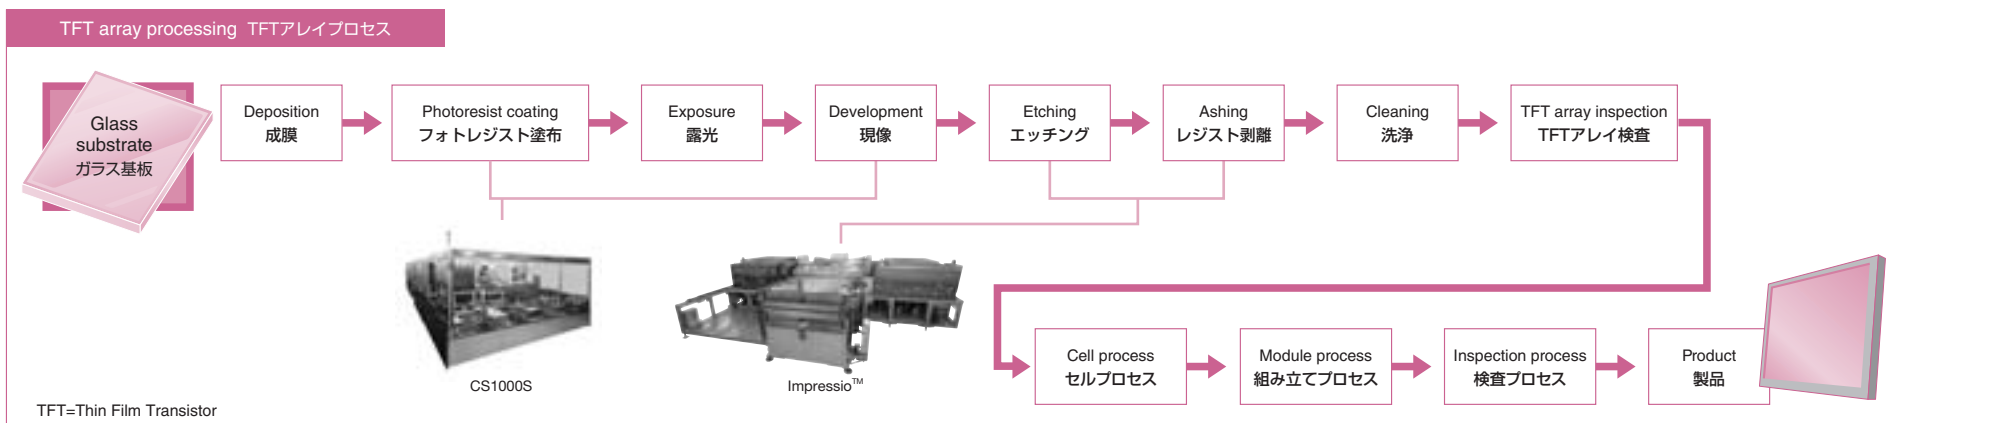 TFT array processing TFTアレイプロセス
Glass
substrate
ガラス基板
Deposition
成膜
Photoresist coating
フォトレジスト塗布
Exposure
露光
Development
現像
Etching
エッチング
Ashing
レジスト剥離
Cleaning
洗浄
TFT array inspection
TFTアレイ検査
CS1000S
Impressio™
Cell process
セルプロセス
Module process
組み立てプロセス
Inspection process
検査プロセス
Product
製品
TFT=Thin Film Transistor